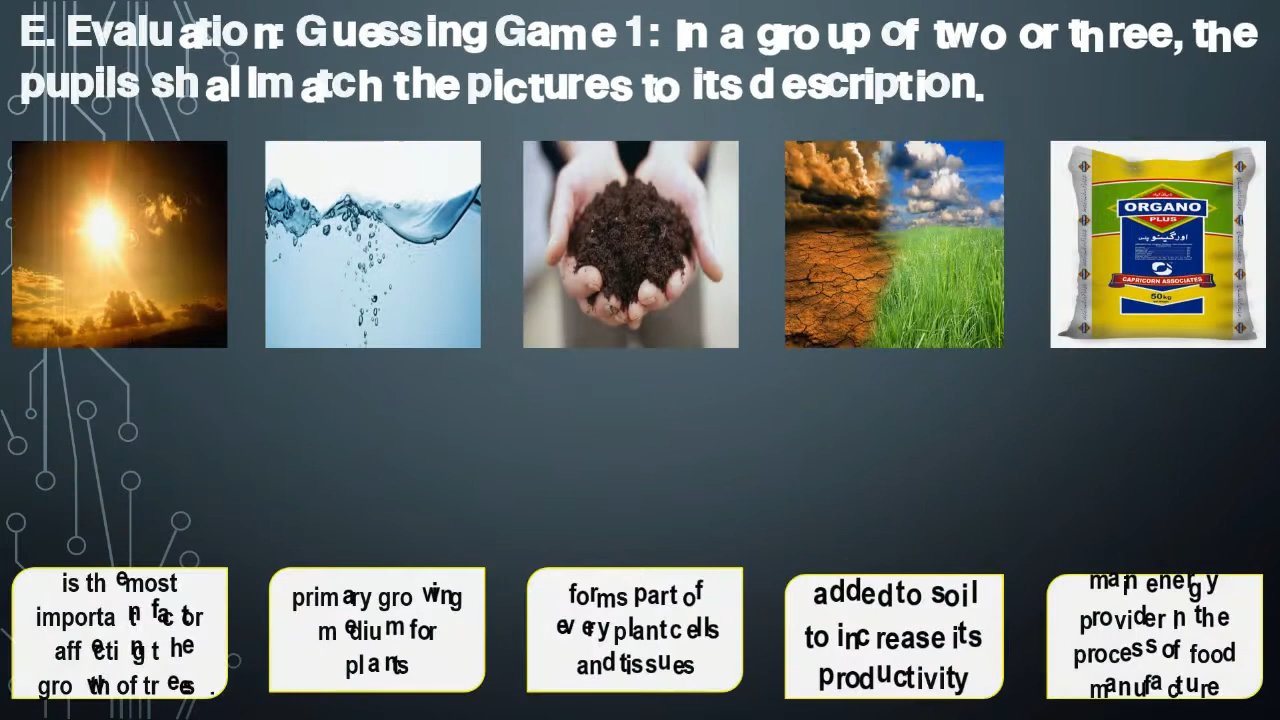 E. Evaluation: Guessing Game 1: In a group of two or three, the
pupils shall match the pictures to its description.
ORGANO
PLUS
اورگینو پلس
CAPRICORN ASSOCIATES
50kg
is the most
important factor
affecting the
growth of trees.
primary growing
medium for
plants
forms part of
every plant cells
and tissues
added to soil
to increase its
productivity
main energy
provider n the
process of food
manufacture